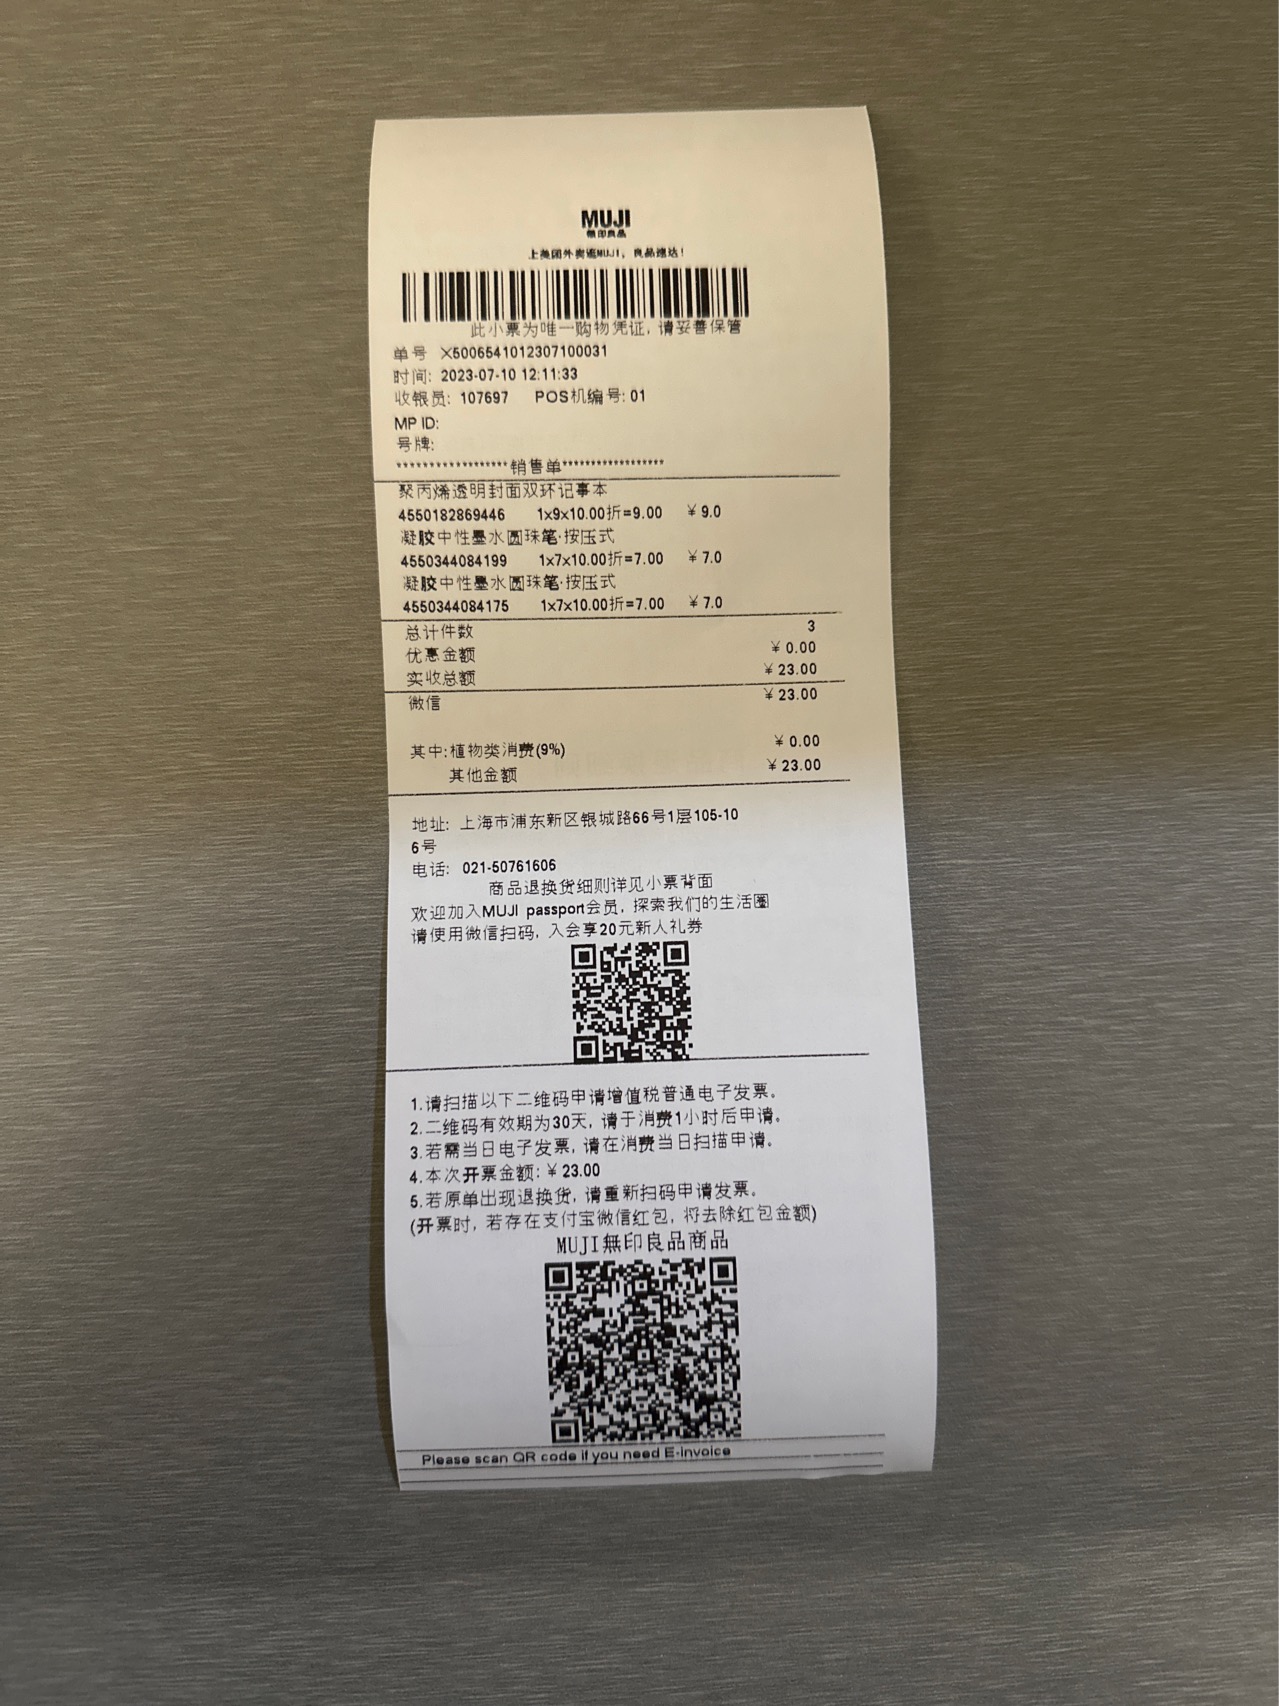 MUJI
無印良品
上美团外卖逛MUJI，良品速达！
此小票为唯一购物凭证, 请妥善保管
单号 X5006541012307100031
时间: 2023-07-10 12:11:33
收银员: 107697 POS机编号: 01
MP ID:
号牌:
*****************销售单*****************
聚丙烯透明封面双环记事本
4550182869446 1x9x10.00折=9.00 ¥ 9.0
凝胶中性墨水圆珠笔·按压式
4550344084199 1x7x10.00折=7.00 ¥ 7.0
凝胶中性墨水圆珠笔·按压式
4550344084175 1x7x10.00折=7.00 ¥ 7.0
总计件数 3
优惠金额 ¥ 0.00
实收总额 ¥ 23.00
微信 ¥ 23.00
其中:植物类消费(9%) ¥ 0.00
其他金额 ¥ 23.00
地址: 上海市浦东新区银城路66号1层105-10
6号
电话: 021-50761606
商品退换货细则详见小票背面
欢迎加入MUJI passport会员, 探索我们的生活圈
请使用微信扫码, 入会享20元新人礼券
1.请扫描以下二维码申请增值税普通电子发票。
2.二维码有效期为30天, 请于消费1小时后申请。
3.若需当日电子发票, 请在消费当日扫描申请。
4.本次开票金额: ¥ 23.00
5.若原单出现退换货, 请重新扫码申请发票。
(开票时, 若存在支付宝微信红包, 将去除红包金额)
MUJI無印良品商品
Please scan QR code if you need E-invoice